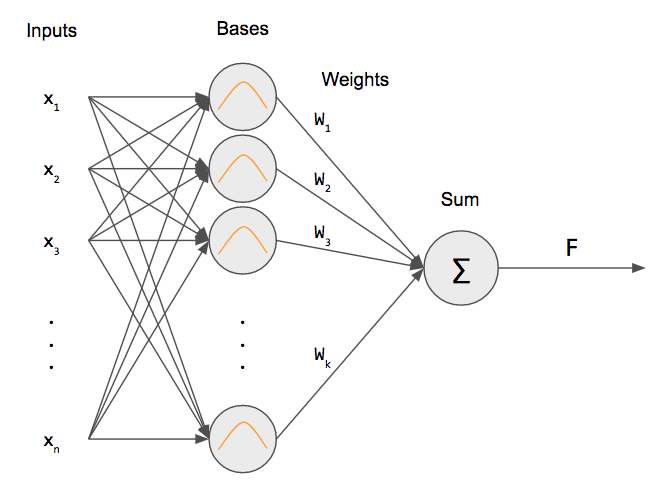 Inputs
Bases
Weights
x1
W1
x2
W2
Sum
x3
W3
F
Σ
.
.
.
.
.
.
Wk
xn